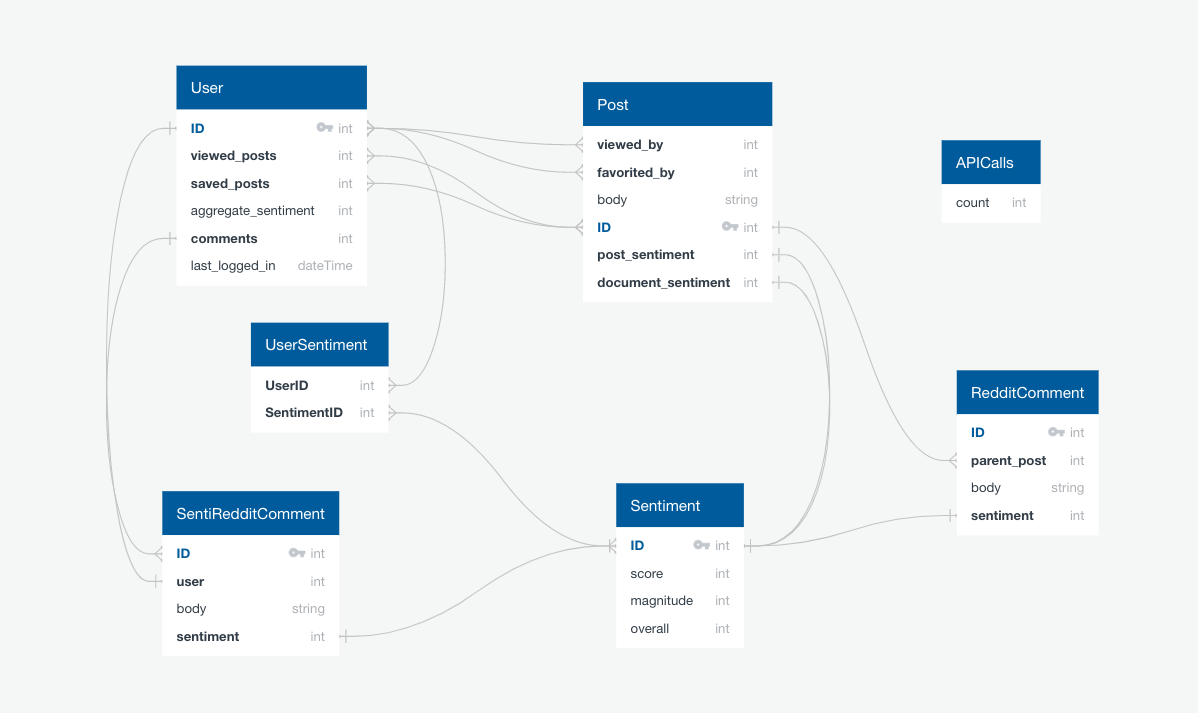 User
ID int
viewed_posts int
saved_posts int
aggregate_sentiment int
comments int
last_logged_in dateTime
Post
viewed_by int
favorited_by int
body string
ID int
post_sentiment int
document_sentiment int
APICalls
count int
UserSentiment
UserID int
SentimentID int
RedditComment
ID int
parent_post int
body string
sentiment int
SentiRedditComment
ID int
user int
body string
sentiment int
Sentiment
ID int
score int
magnitude int
overall int